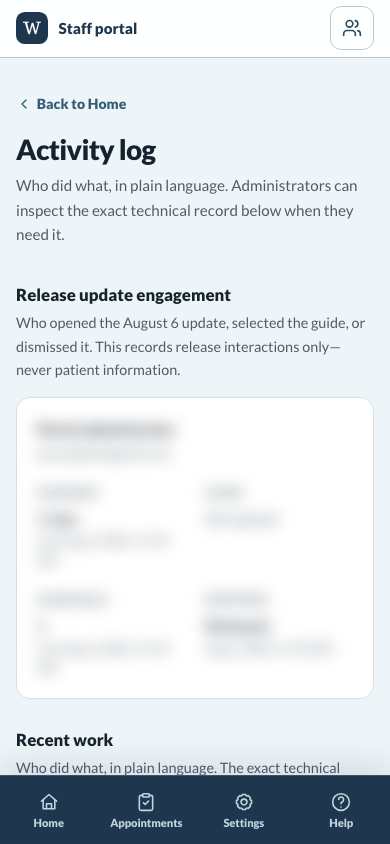 W Staff portal
Back to Home
Activity log
Who did what, in plain language. Administrators can
inspect the exact technical record below when they
need it.
Release update engagement
Who opened the August 6 update, selected the guide, or
dismissed it. This records release interactions only—
never patient information.
Recent work
Who did what, in plain language. The exact technical
Home Appointments Settings Help